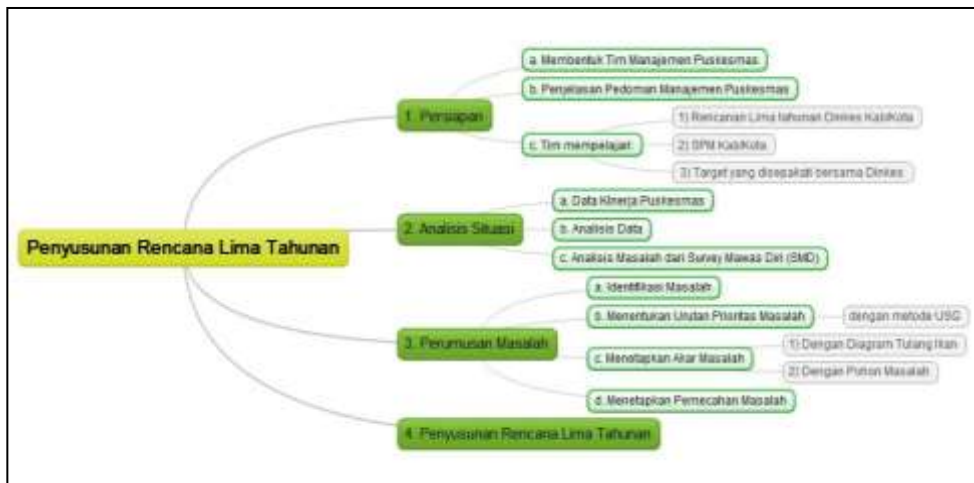 Penyusunan Rencana Lima Tahunan
1. Persiapan
a. Membentuk Tim Manajemen Puskesmas
b. Penjelasan Pedoman Manajemen Puskesmas
c. Tim mempelajari:
1) Rencanan Lima tahunan Dinkes Kab/Kota
2) SPM Kab/Kota
3) Target yang disepakati bersama Dinkes
2. Analisis Situasi
a. Data Kinerja Puskesmas
b. Analisis Data
c. Analisis Masalah dari Survey Mawas Diri (SMD)
3. Perumusan Masalah
a. Identifikasi Masalah
b. Menentukan Urutan Prioritas Masalah
dengan metode USG
c. Menetapkan Akar Masalah
1) Dengan Diagram Tulang Ikan
2) Dengan Pohon Masalah
d. Menetapkan Pemecahan Masalah
4. Penyusunan Rencana Lima Tahunan